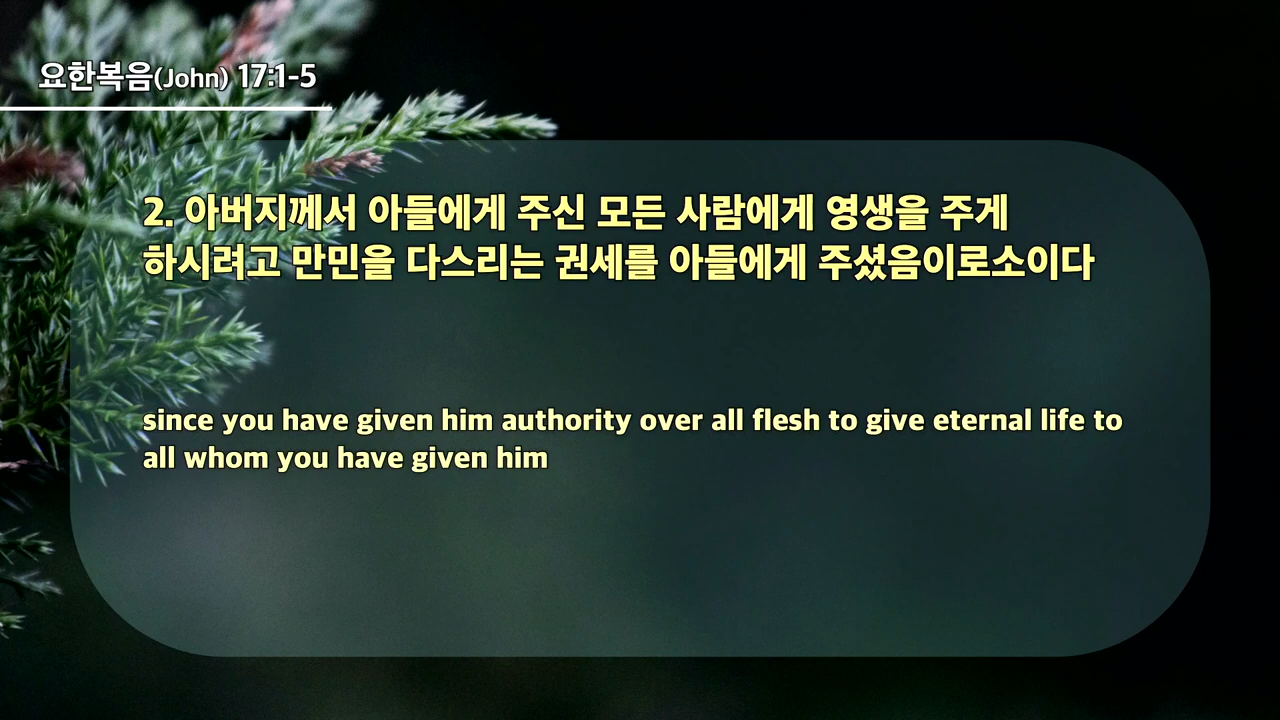 요한복음(John) 17:1-5
2. 아버지께서 아들에게 주신 모든 사람에게 영생을 주게
하시려고 만민을 다스리는 권세를 아들에게 주셨음이로소이다
since you have given him authority over all flesh to give eternal life to
all whom you have given him